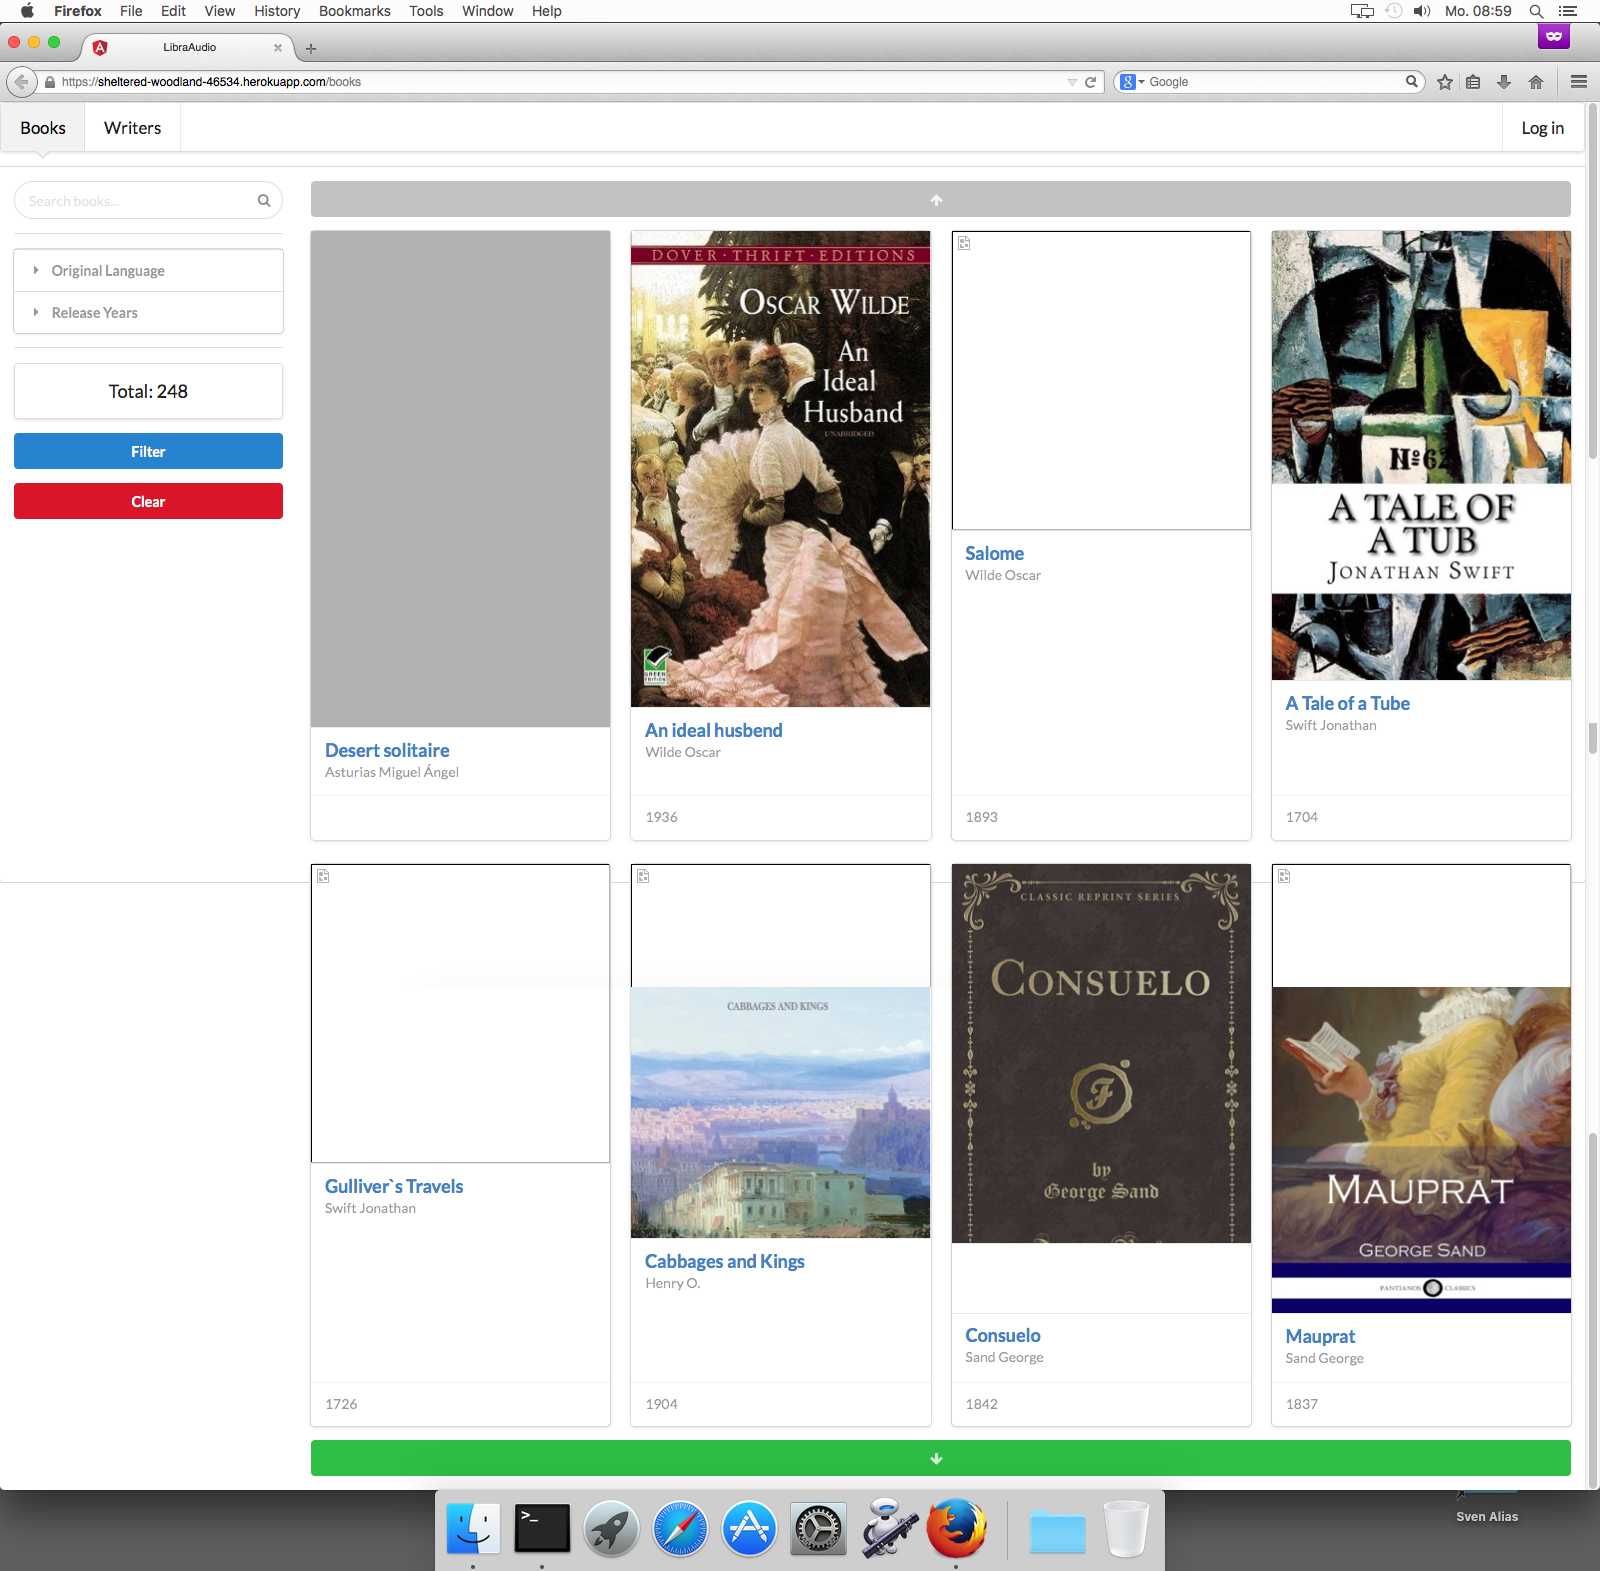 Firefox File Edit View History Bookmarks Tools Window Help Mo. 08:59
LibraAudio
https://sheltered-woodland-46534.herokuapp.com/books
Google
Books Writers Log in
Search books...
Original Language
Release Years
Total: 248
Filter
Clear
Desert solitaire
Asturias Miguel Ángel
DOVER · THRIFT · EDITIONS
OSCAR WILDE
An
Ideal
Husband
UNABRIDGED
GREEN
EDITION
An ideal husbend
Wilde Oscar
1936
Salome
Wilde Oscar
1893
Nº62
A TALE OF
A TUB
JONATHAN SWIFT
A Tale of a Tube
Swift Jonathan
1704
Gulliver`s Travels
Swift Jonathan
1726
CABBAGES AND KINGS
Cabbages and Kings
Henry O.
1904
CLASSIC REPRINT SERIES
CONSUELO
F
by
George Sand
Consuelo
Sand George
1842
MAUPRAT
GEORGE SAND
PANTIANOS CLASSICS
Mauprat
Sand George
1837
>_
Sven Alias